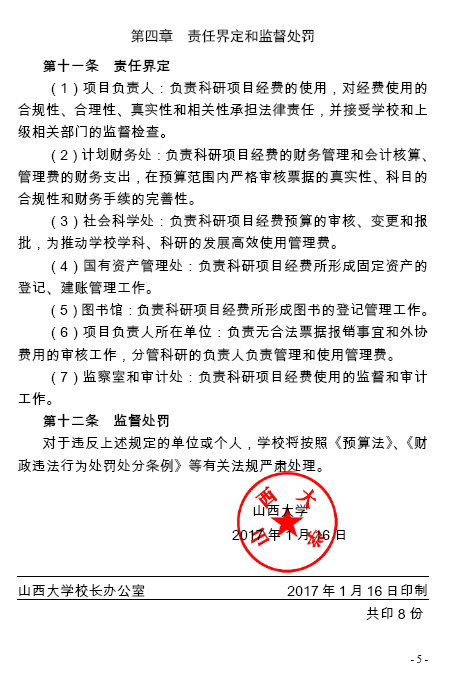 第四章　责任界定和监督处罚
第十一条　责任界定
（1）项目负责人：负责科研项目经费的使用，对经费使用的
合规性、合理性、真实性和相关性承担法律责任，并接受学校和上
级相关部门的监督检查。
（2）计划财务处：负责科研项目经费的财务管理和会计核算、
管理费的财务支出，在预算范围内严格审核票据的真实性、科目的
合规性和财务手续的完善性。
（3）社会科学处：负责科研项目经费预算的审核、变更和报
批，为推动学校学科、科研的发展高效使用管理费。
（4）国有资产管理处：负责科研项目经费所形成固定资产的
登记、建账管理工作。
（5）图书馆：负责科研项目经费所形成图书的登记管理工作。
（6）项目负责人所在单位：负责无合法票据报销事宜和外协
费用的审核工作，分管科研的负责人负责管理和使用管理费。
（7）监察室和审计处：负责科研项目经费使用的监督和审计
工作。
第十二条　监督处罚
对于违反上述规定的单位或个人，学校将按照《预算法》、《财
政违法行为处罚处分条例》等有关法规严肃处理。
山西大学
山西大学
2017 年 1 月 16 日
山西大学校长办公室　2017 年 1 月 16 日印制
共印 8 份
- 5 -